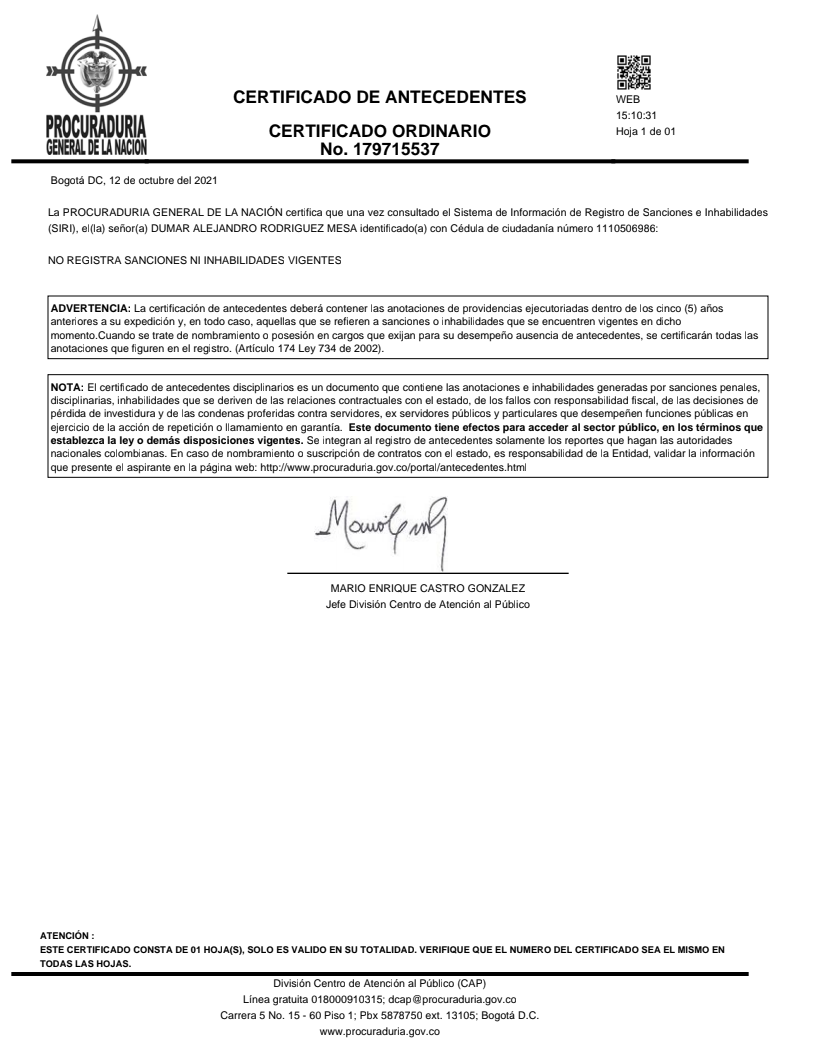 PROCURADURIA
GENERAL DE LA NACION
CERTIFICADO DE ANTECEDENTES
CERTIFICADO ORDINARIO
No. 179715537
WEB
15:10:31
Hoja 1 de 01
Bogotá DC, 12 de octubre del 2021
La PROCURADURIA GENERAL DE LA NACIÓN certifica que una vez consultado el Sistema de Información de Registro de Sanciones e Inhabilidades
(SIRI), el(la) señor(a) DUMAR ALEJANDRO RODRIGUEZ MESA identificado(a) con Cédula de ciudadanía número 1110506986:
NO REGISTRA SANCIONES NI INHABILIDADES VIGENTES
ADVERTENCIA: La certificación de antecedentes deberá contener las anotaciones de providencias ejecutoriadas dentro de los cinco (5) años
anteriores a su expedición y, en todo caso, aquellas que se refieren a sanciones o inhabilidades que se encuentren vigentes en dicho
momento.Cuando se trate de nombramiento o posesión en cargos que exijan para su desempeño ausencia de antecedentes, se certificarán todas las
anotaciones que figuren en el registro. (Artículo 174 Ley 734 de 2002).
NOTA: El certificado de antecedentes disciplinarios es un documento que contiene las anotaciones e inhabilidades generadas por sanciones penales,
disciplinarias, inhabilidades que se deriven de las relaciones contractuales con el estado, de los fallos con responsabilidad fiscal, de las decisiones de
pérdida de investidura y de las condenas proferidas contra servidores, ex servidores públicos y particulares que desempeñen funciones públicas en
ejercicio de la acción de repetición o llamamiento en garantía. Este documento tiene efectos para acceder al sector público, en los términos que
establezca la ley o demás disposiciones vigentes. Se integran al registro de antecedentes solamente los reportes que hagan las autoridades
nacionales colombianas. En caso de nombramiento o suscripción de contratos con el estado, es responsabilidad de la Entidad, validar la información
que presente el aspirante en la página web: http://www.procuraduria.gov.co/portal/antecedentes.html
MARIO ENRIQUE CASTRO GONZALEZ
Jefe División Centro de Atención al Público
ATENCIÓN :
ESTE CERTIFICADO CONSTA DE 01 HOJA(S), SOLO ES VALIDO EN SU TOTALIDAD. VERIFIQUE QUE EL NUMERO DEL CERTIFICADO SEA EL MISMO EN
TODAS LAS HOJAS.
División Centro de Atención al Público (CAP)
Línea gratuita 018000910315; dcap@procuraduria.gov.co
Carrera 5 No. 15 - 60 Piso 1; Pbx 5878750 ext. 13105; Bogotá D.C.
www.procuraduria.gov.co